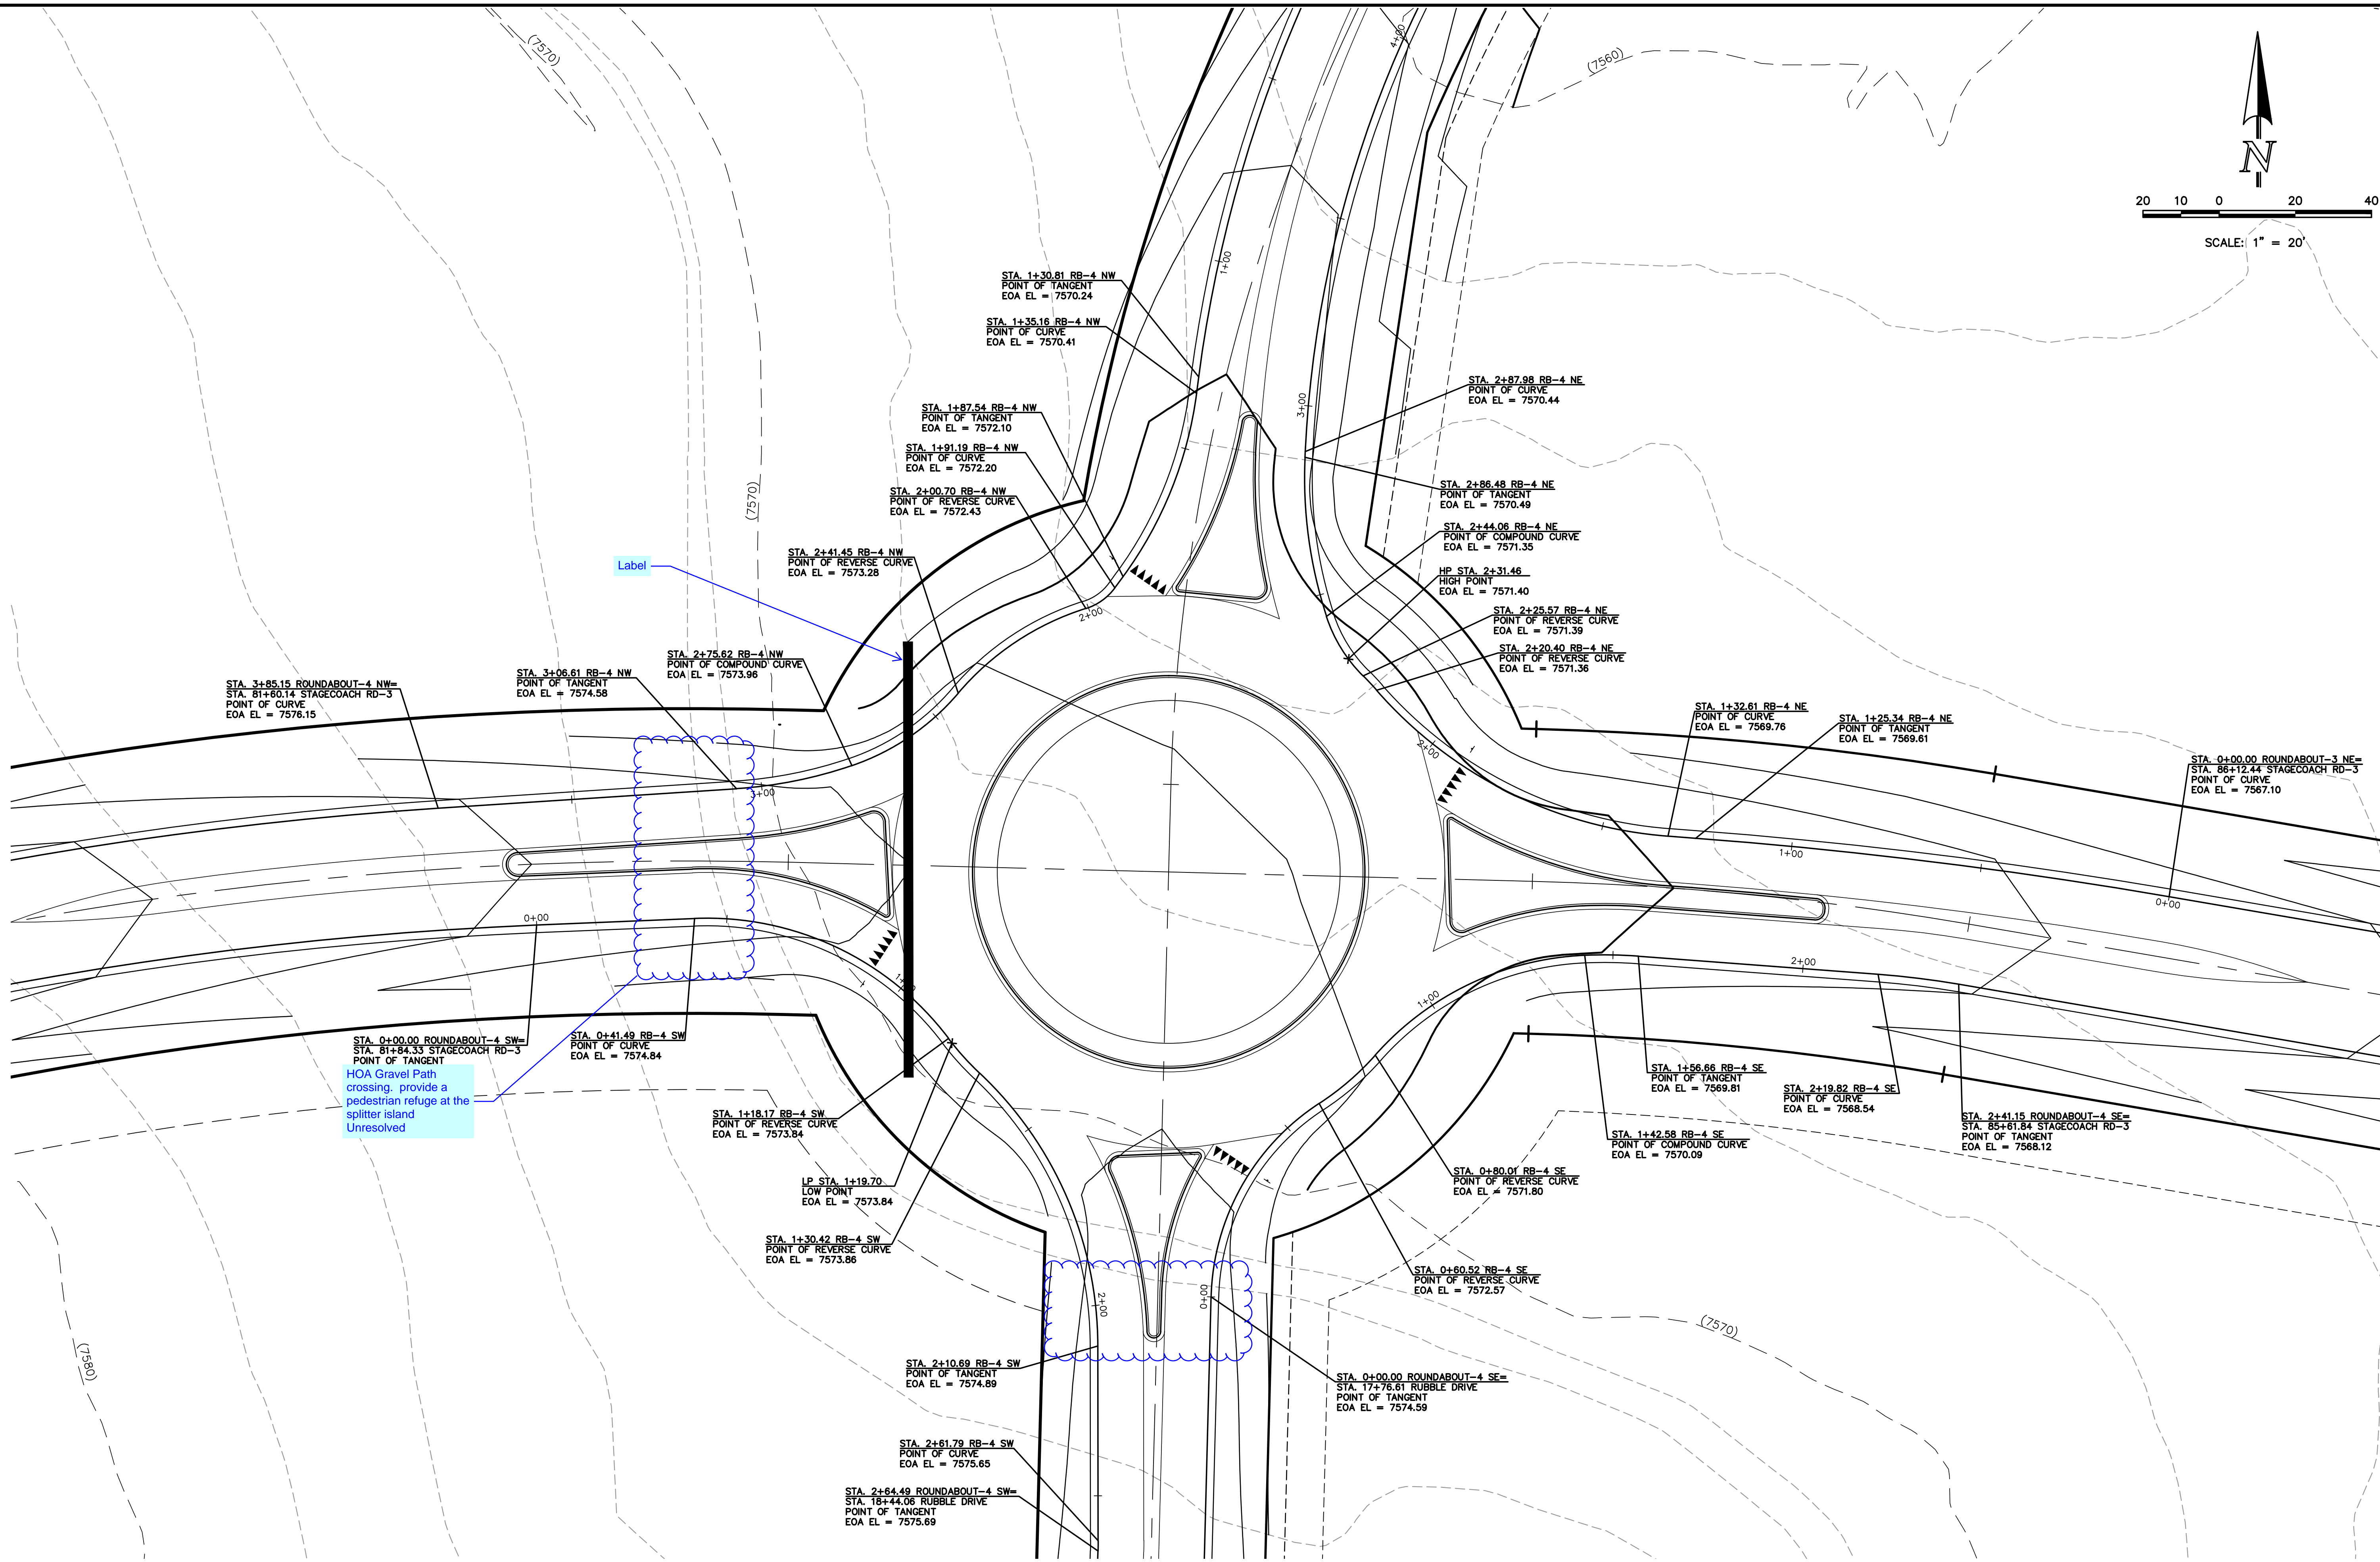 (7570)
4+00
(7560)
N
20 10 0 20 40
SCALE: 1" = 20'
1+00
STA. 1+30.81 RB-4 NW
POINT OF TANGENT
EOA EL = 7570.24
STA. 1+35.16 RB-4 NW
POINT OF CURVE
EOA EL = 7570.41
STA. 2+87.98 RB-4 NE
POINT OF CURVE
EOA EL = 7570.44
3+00
STA. 1+87.54 RB-4 NW
POINT OF TANGENT
EOA EL = 7572.10
STA. 1+91.19 RB-4 NW
POINT OF CURVE
EOA EL = 7572.20
STA. 2+00.70 RB-4 NW
POINT OF REVERSE CURVE
EOA EL = 7572.43
(7570)
STA. 2+86.48 RB-4 NE
POINT OF TANGENT
EOA EL = 7570.49
STA. 2+44.06 RB-4 NE
POINT OF COMPOUND CURVE
EOA EL = 7571.35
STA. 2+41.45 RB-4 NW
POINT OF REVERSE CURVE
EOA EL = 7573.28
Label
HP STA. 2+31.46
HIGH POINT
EOA EL = 7571.40
2+00
STA. 2+25.57 RB-4 NE
POINT OF REVERSE CURVE
EOA EL = 7571.39
STA. 2+20.40 RB-4 NE
POINT OF REVERSE CURVE
EOA EL = 7571.36
STA. 2+75.62 RB-4 NW
POINT OF COMPOUND CURVE
EOA EL = 7573.96
STA. 3+06.61 RB-4 NW
POINT OF TANGENT
EOA EL = 7574.58
STA. 3+85.15 ROUNDABOUT-4 NW=
STA. 81+60.14 STAGECOACH RD-3
POINT OF CURVE
EOA EL = 7576.15
STA. 1+32.61 RB-4 NE
POINT OF CURVE
EOA EL = 7569.76
STA. 1+25.34 RB-4 NE
POINT OF TANGENT
EOA EL = 7569.61
2+00
STA. 0+00.00 ROUNDABOUT-3 NE=
STA. 86+12.44 STAGECOACH RD-3
POINT OF CURVE
EOA EL = 7567.10
3+00
1+00
0+00
0+00
2+00
1+00
1+00
STA. 0+00.00 ROUNDABOUT-4 SW=
STA. 81+84.33 STAGECOACH RD-3
POINT OF TANGENT
STA. 0+41.49 RB-4 SW
POINT OF CURVE
EOA EL = 7574.84
HOA Gravel Path
crossing.  provide a
pedestrian refuge at the
splitter island
Unresolved
STA. 1+56.66 RB-4 SE
POINT OF TANGENT
EOA EL = 7569.81
STA. 2+19.82 RB-4 SE
POINT OF CURVE
EOA EL = 7568.54
STA. 2+41.15 ROUNDABOUT-4 SE=
STA. 85+61.84 STAGECOACH RD-3
POINT OF TANGENT
EOA EL = 7568.12
STA. 1+18.17 RB-4 SW
POINT OF REVERSE CURVE
EOA EL = 7573.84
STA. 1+42.58 RB-4 SE
POINT OF COMPOUND CURVE
EOA EL = 7570.09
LP STA. 1+19.70
LOW POINT
EOA EL = 7573.84
STA. 0+80.01 RB-4 SE
POINT OF REVERSE CURVE
EOA EL = 7571.80
STA. 1+30.42 RB-4 SW
POINT OF REVERSE CURVE
EOA EL = 7573.86
STA. 0+60.52 RB-4 SE
POINT OF REVERSE CURVE
EOA EL = 7572.57
2+00
0+00
(7570)
(7580)
STA. 2+10.69 RB-4 SW
POINT OF TANGENT
EOA EL = 7574.89
STA. 0+00.00 ROUNDABOUT-4 SE=
STA. 17+76.61 RUBBLE DRIVE
POINT OF TANGENT
EOA EL = 7574.59
STA. 2+61.79 RB-4 SW
POINT OF CURVE
EOA EL = 7575.65
STA. 2+64.49 ROUNDABOUT-4 SW=
STA. 18+44.06 RUBBLE DRIVE
POINT OF TANGENT
EOA EL = 7575.69